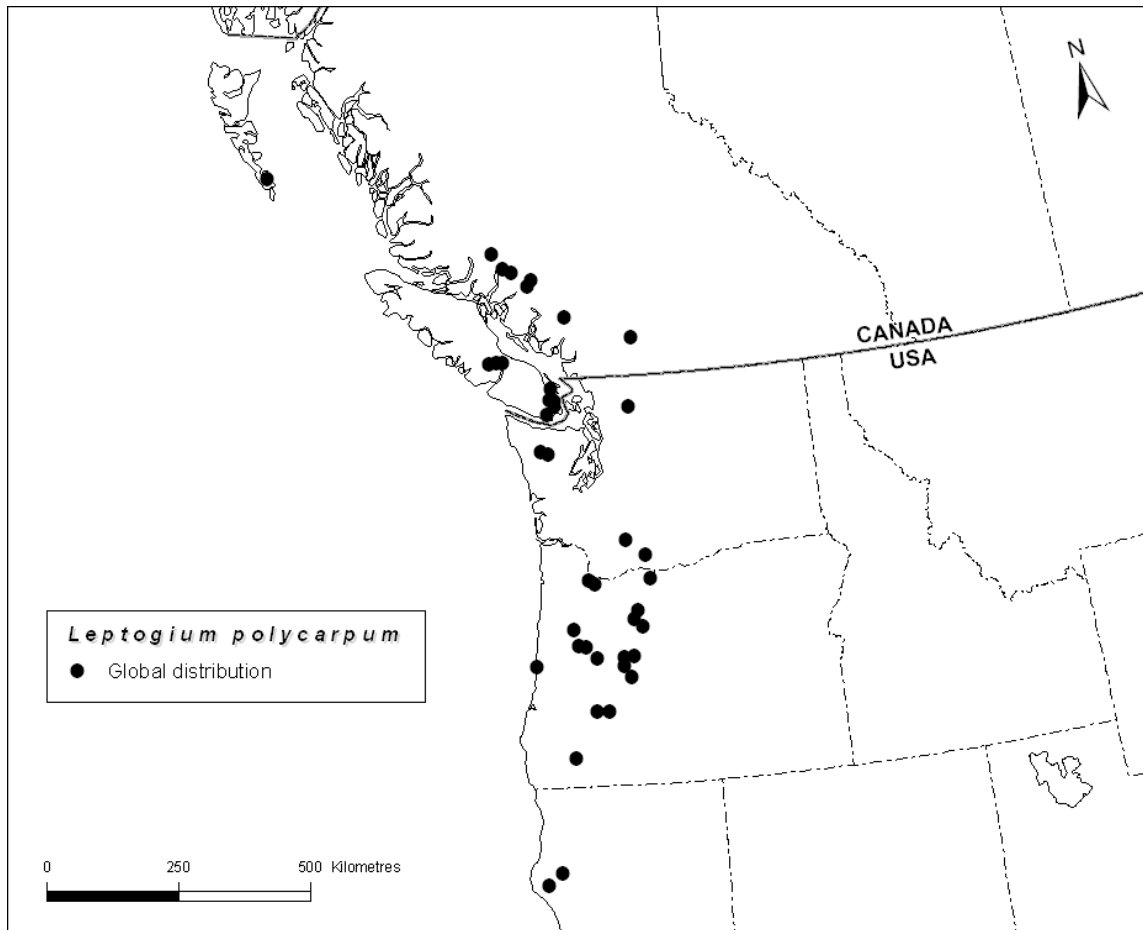 N
CANADA
USA
Leptogium polycarpum
Global distribution
0 250 500 Kilometres